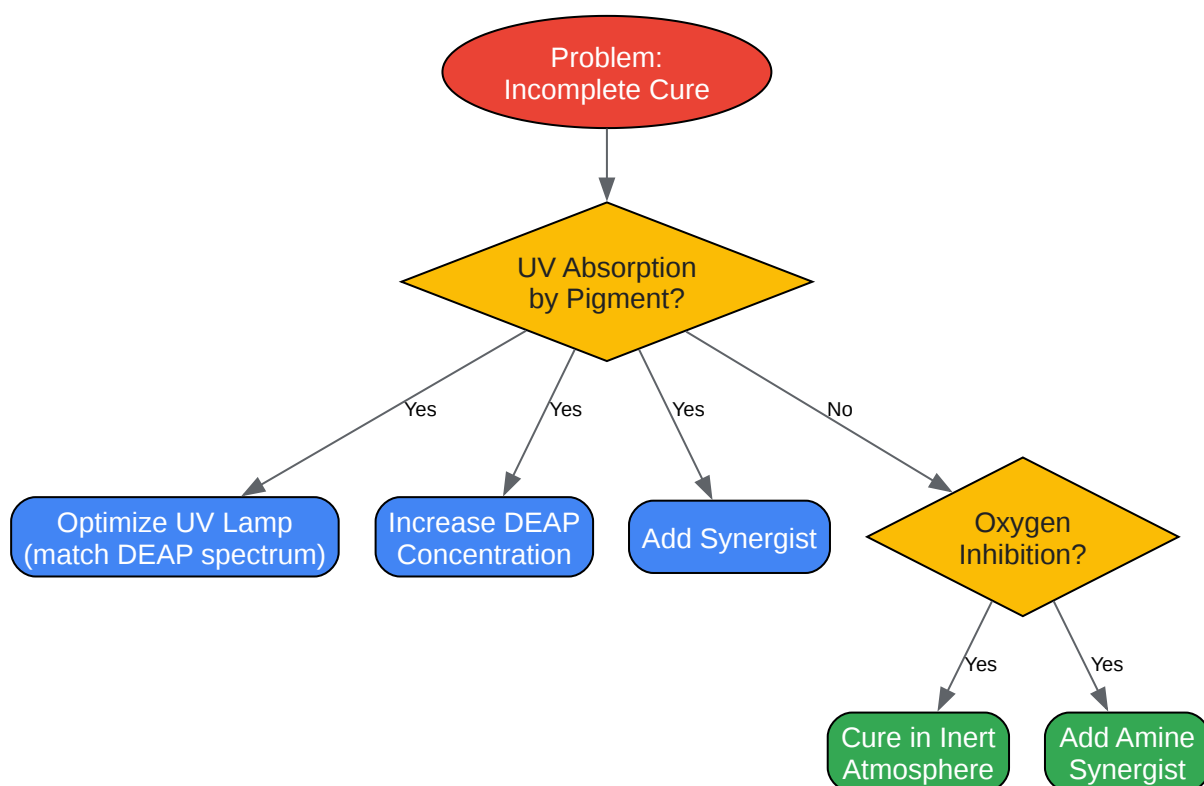 Problem:
Incomplete Cure
UV Absorption
by Pigment?
Yes
Yes
Yes
No
Optimize UV Lamp
(match DEAP spectrum)
Increase DEAP
Concentration
Add Synergist
Oxygen
Inhibition?
Yes
Yes
Cure in Inert
Atmosphere
Add Amine
Synergist